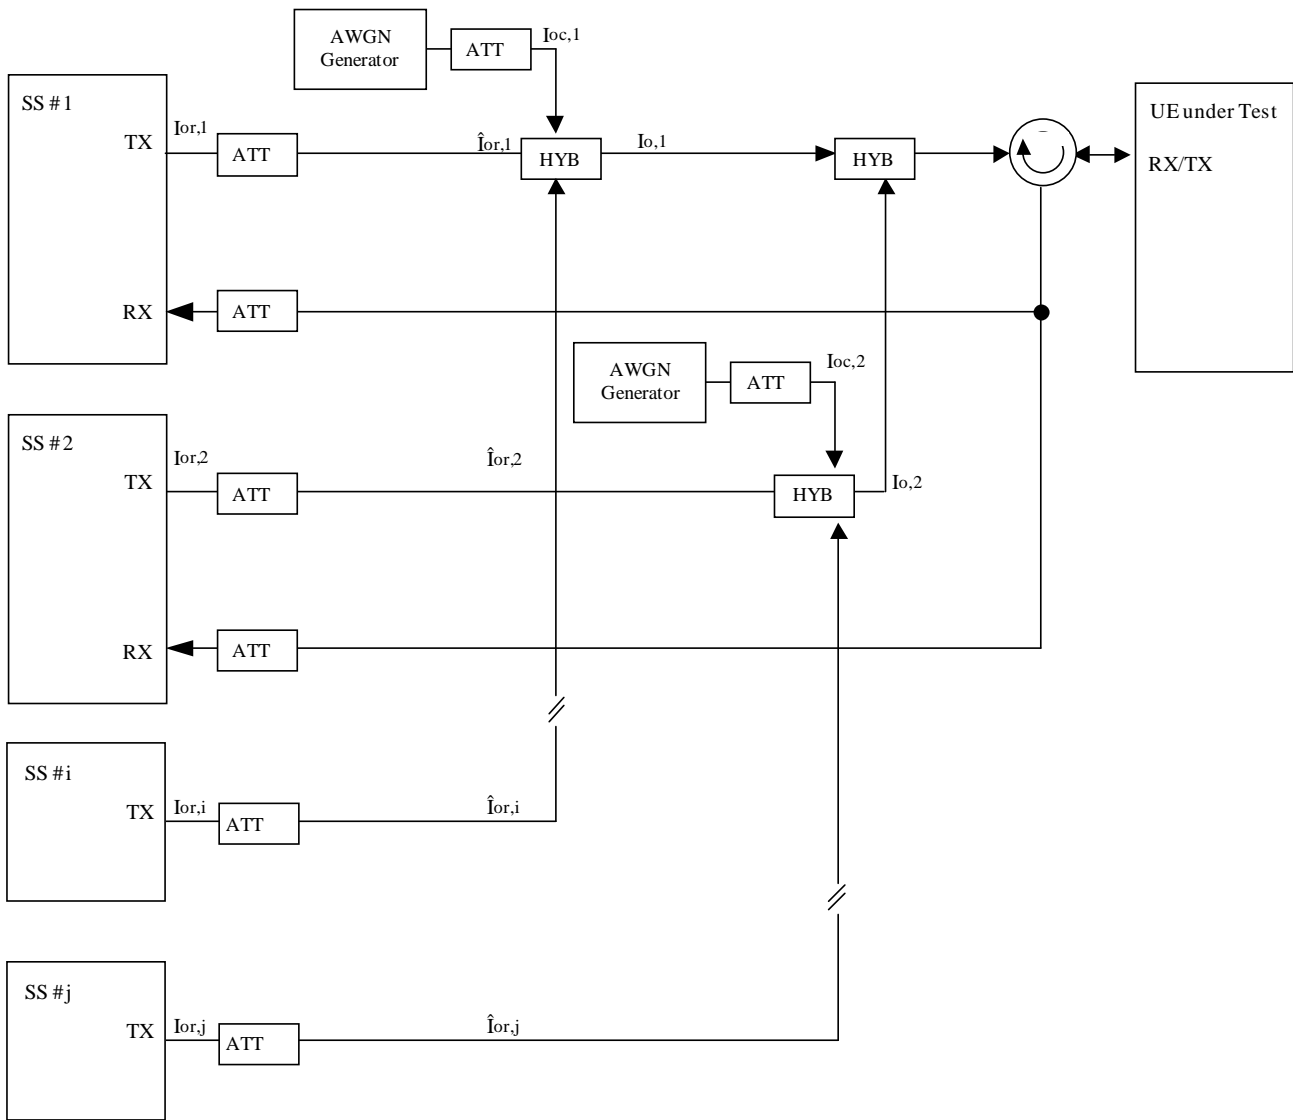 AWGN
Generator
ATT
Ioc,1
SS #1
TX
Ior,1
ATT
Îor,1
HYB
Io,1
HYB
UE under Test
RX/TX
RX
ATT
AWGN
Generator
ATT
Ioc,2
SS #2
TX
Ior,2
ATT
Îor,2
HYB
Io,2
RX
ATT
SS #i
TX
Ior,i
ATT
Îor,i
SS #j
TX
Ior,j
ATT
Îor,j